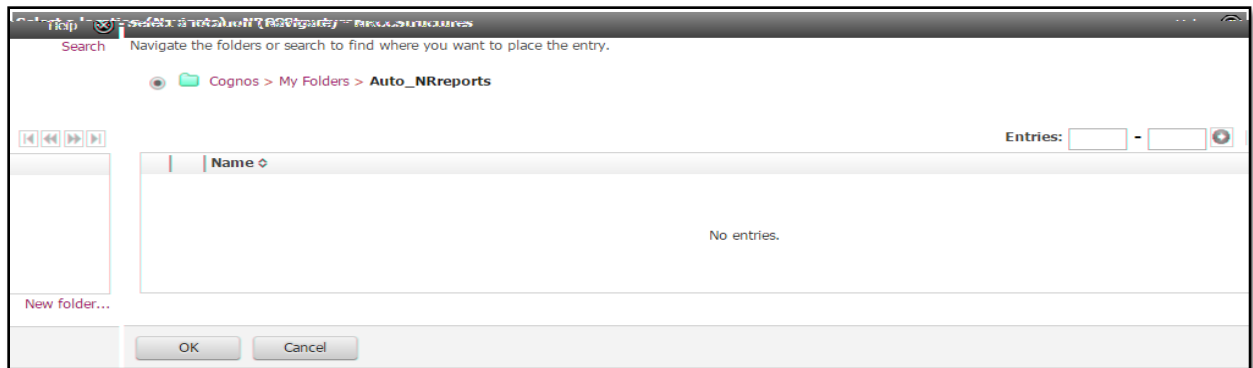 Help
Search
Navigate the folders or search to find where you want to place the entry.
Cognos > My Folders > Auto_NRreports
Entries: -
Name
No entries.
New folder...
OK
Cancel